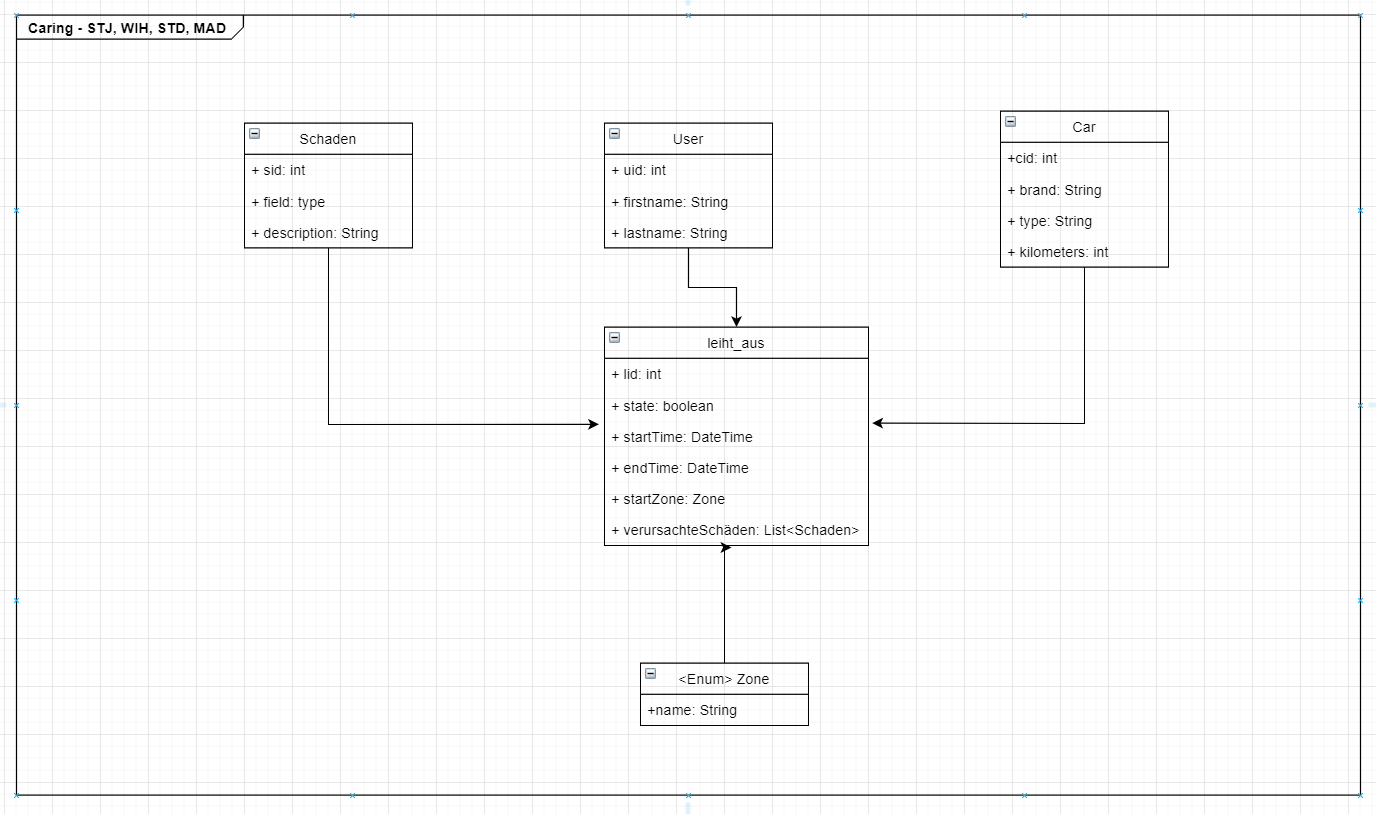 Caring - STJ, WIH, STD, MAD
Schaden
+ sid: int
+ field: type
+ description: String
User
+ uid: int
+ firstname: String
+ lastname: String
Car
+cid: int
+ brand: String
+ type: String
+ kilometers: int
leiht_aus
+ lid: int
+ state: boolean
+ startTime: DateTime
+ endTime: DateTime
+ startZone: Zone
+ verursachteSchäden: List<Schaden>
<Enum> Zone
+name: String